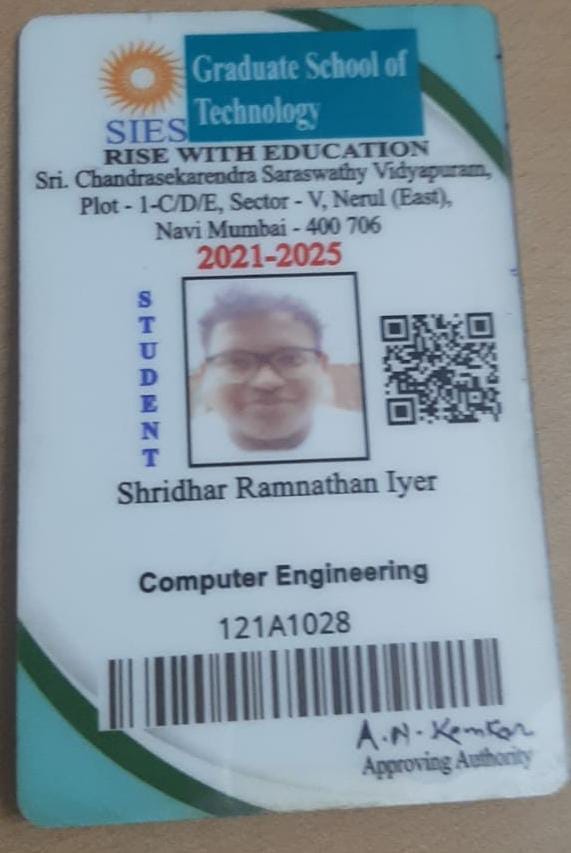 Graduate School of
Technology
SIES
RISE WITH EDUCATION
Sri. Chandrasekarendra Saraswathy Vidyapuram,
Plot - 1-C/D/E, Sector - V, Nerul (East),
Navi Mumbai - 400 706
2021-2025
STUDENT
Shridhar Ramnathan Iyer
Computer Engineering
121A1028
A.N. Kemkar
Approving Authority